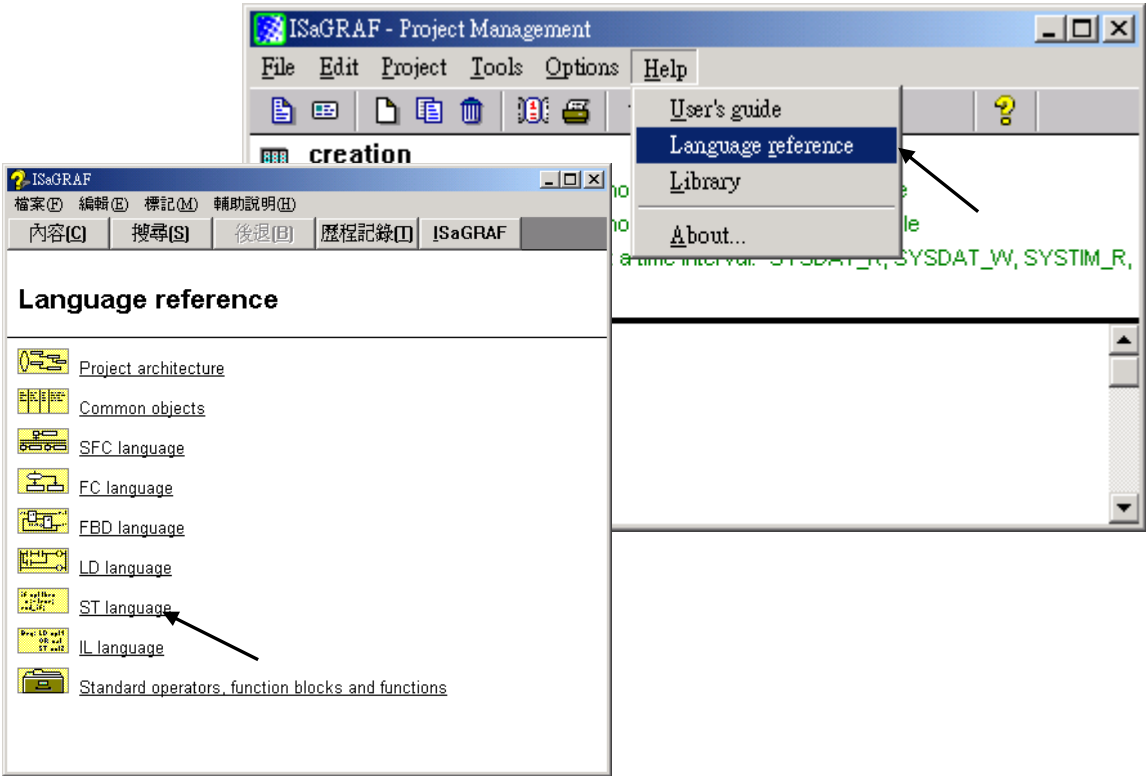 ISaGRAF - Project Management
File Edit Project Tools Options Help
User's guide
Language reference
Library
About...
creation
no
e
no
le
a time interval. SYSDAT_R, SYSDAT_W, SYSTIM_R,
ISaGRAF
檔案(F) 編輯(E) 標記(M) 輔助說明(H)
內容(C) 搜尋(S) 後退(B) 歷程記錄(T) ISaGRAF
Language reference
Project architecture
Common objects
SFC language
FC language
FBD language
LD language
ST language
IL language
Standard operators, function blocks and functions